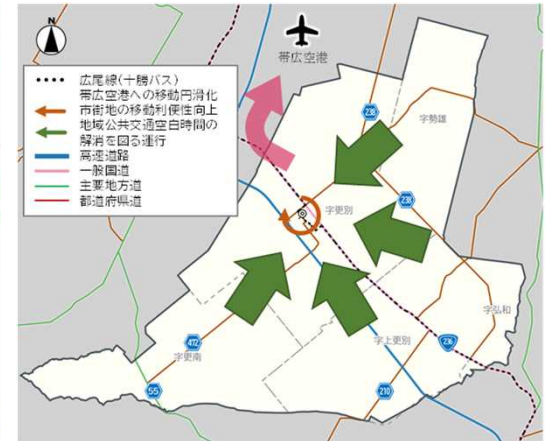 N
帯広空港
広尾線(十勝バス)
帯広空港への移動円滑化
市街地の移動利便性向上
地域公共交通空白時間の
解消を図る運行
高速道路
一般国道
主要地方道
都道府県道
238
字勢雄
238
字更別
字弘和
236
字上更別
412
字更南
55
210